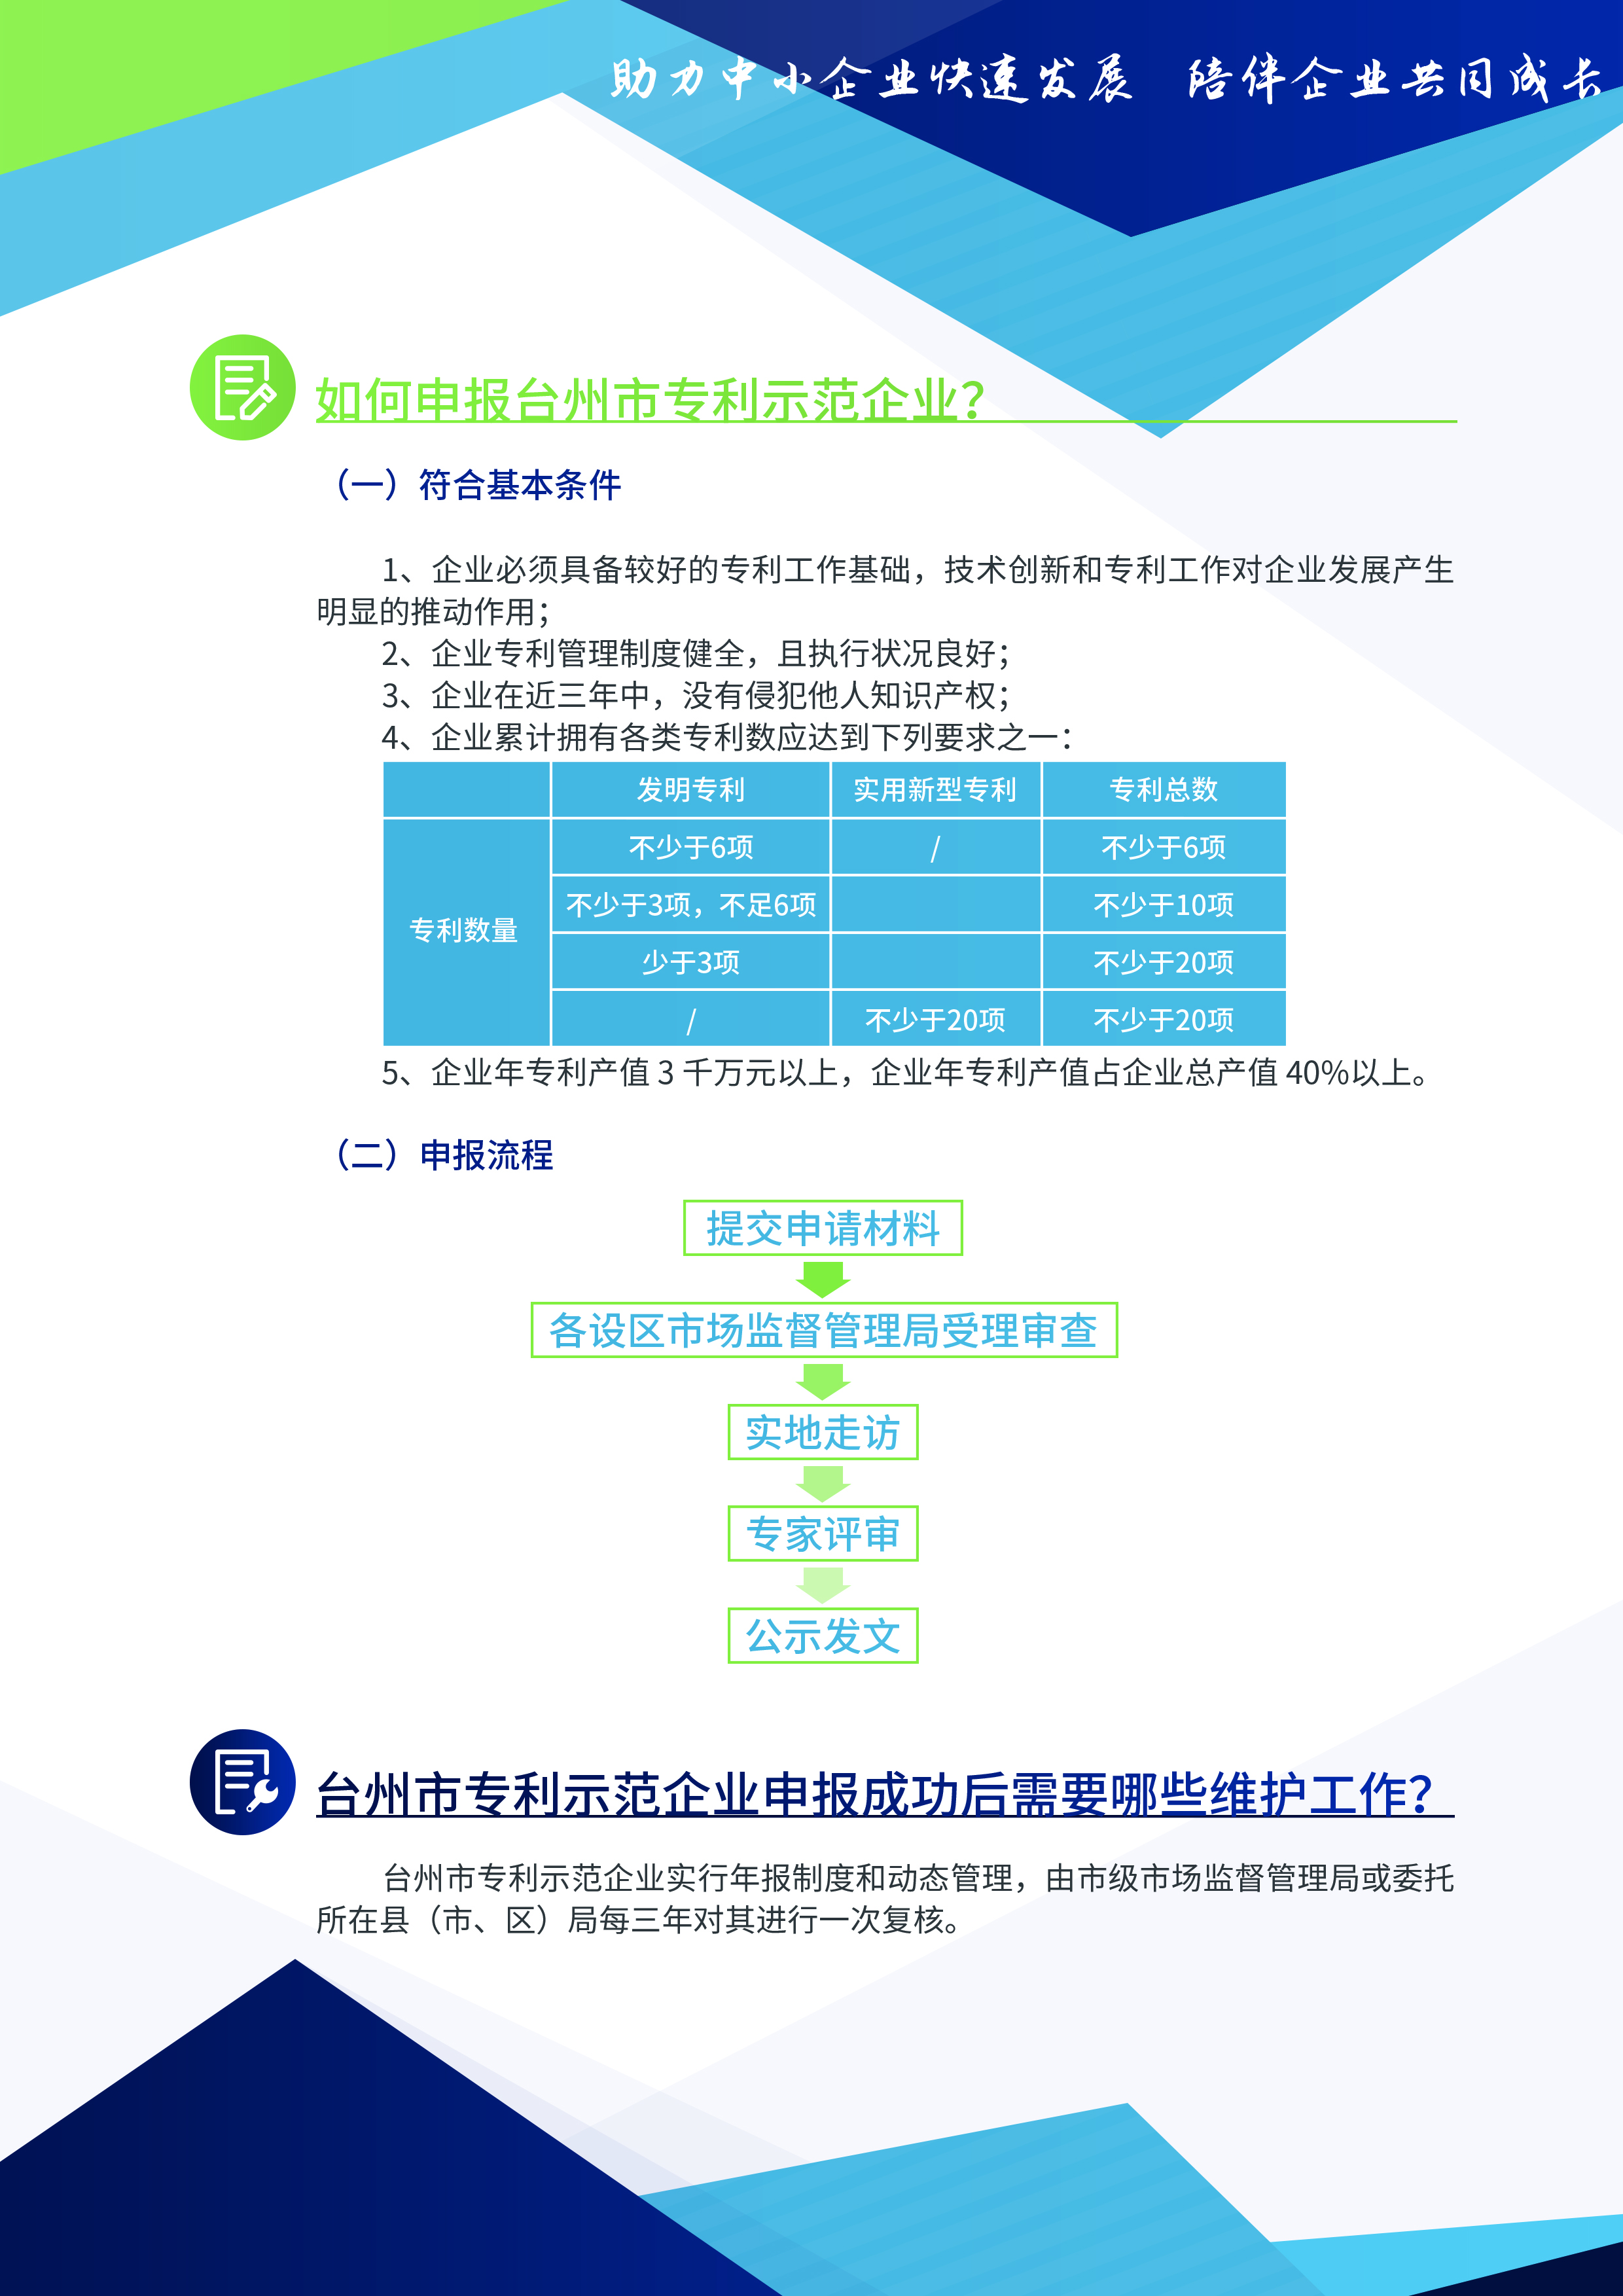 助力中小企业快速发展 陪伴企业共同成长
如何申报台州市专利示范企业？
（一）符合基本条件
1、企业必须具备较好的专利工作基础，技术创新和专利工作对企业发展产生
明显的推动作用；
2、企业专利管理制度健全，且执行状况良好；
3、企业在近三年中，没有侵犯他人知识产权；
4、企业累计拥有各类专利数应达到下列要求之一：
发明专利 实用新型专利 专利总数
不少于6项 / 不少于6项
不少于3项，不足6项 不少于10项
专利数量
少于3项 不少于20项
/ 不少于20项 不少于20项
5、企业年专利产值 3 千万元以上，企业年专利产值占企业总产值 40%以上。
（二）申报流程
提交申请材料
各设区市场监督管理局受理审查
实地走访
专家评审
公示发文
台州市专利示范企业申报成功后需要哪些维护工作？
台州市专利示范企业实行年报制度和动态管理，由市级市场监督管理局或委托
所在县（市、区）局每三年对其进行一次复核。